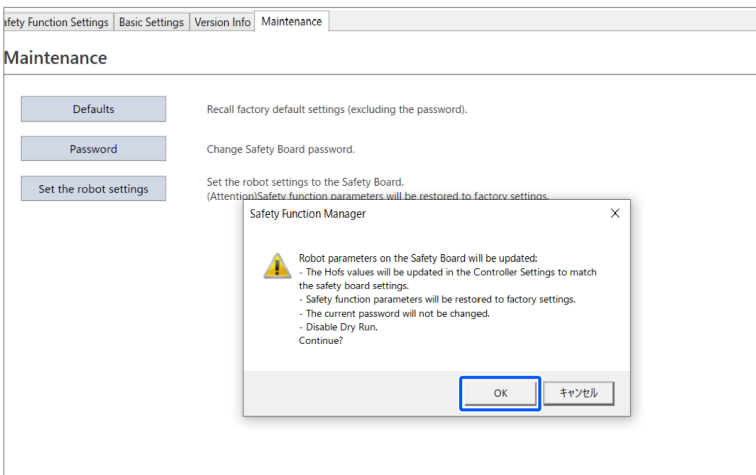 afety Function Settings Basic Settings Version Info Maintenance
Maintenance
Defaults Recall factory default settings (excluding the password).
Password Change Safety Board password.
Set the robot settings Set the robot settings to the Safety Board.
(Attention)Safety function parameters will be restored to factory settings.
Safety Function Manager
Robot parameters on the Safety Board will be updated:
- The Hofs values will be updated in the Controller Settings to match
the safety board settings.
- Safety function parameters will be restored to factory settings.
- The current password will not be changed.
- Disable Dry Run.
Continue?
OK キャンセル